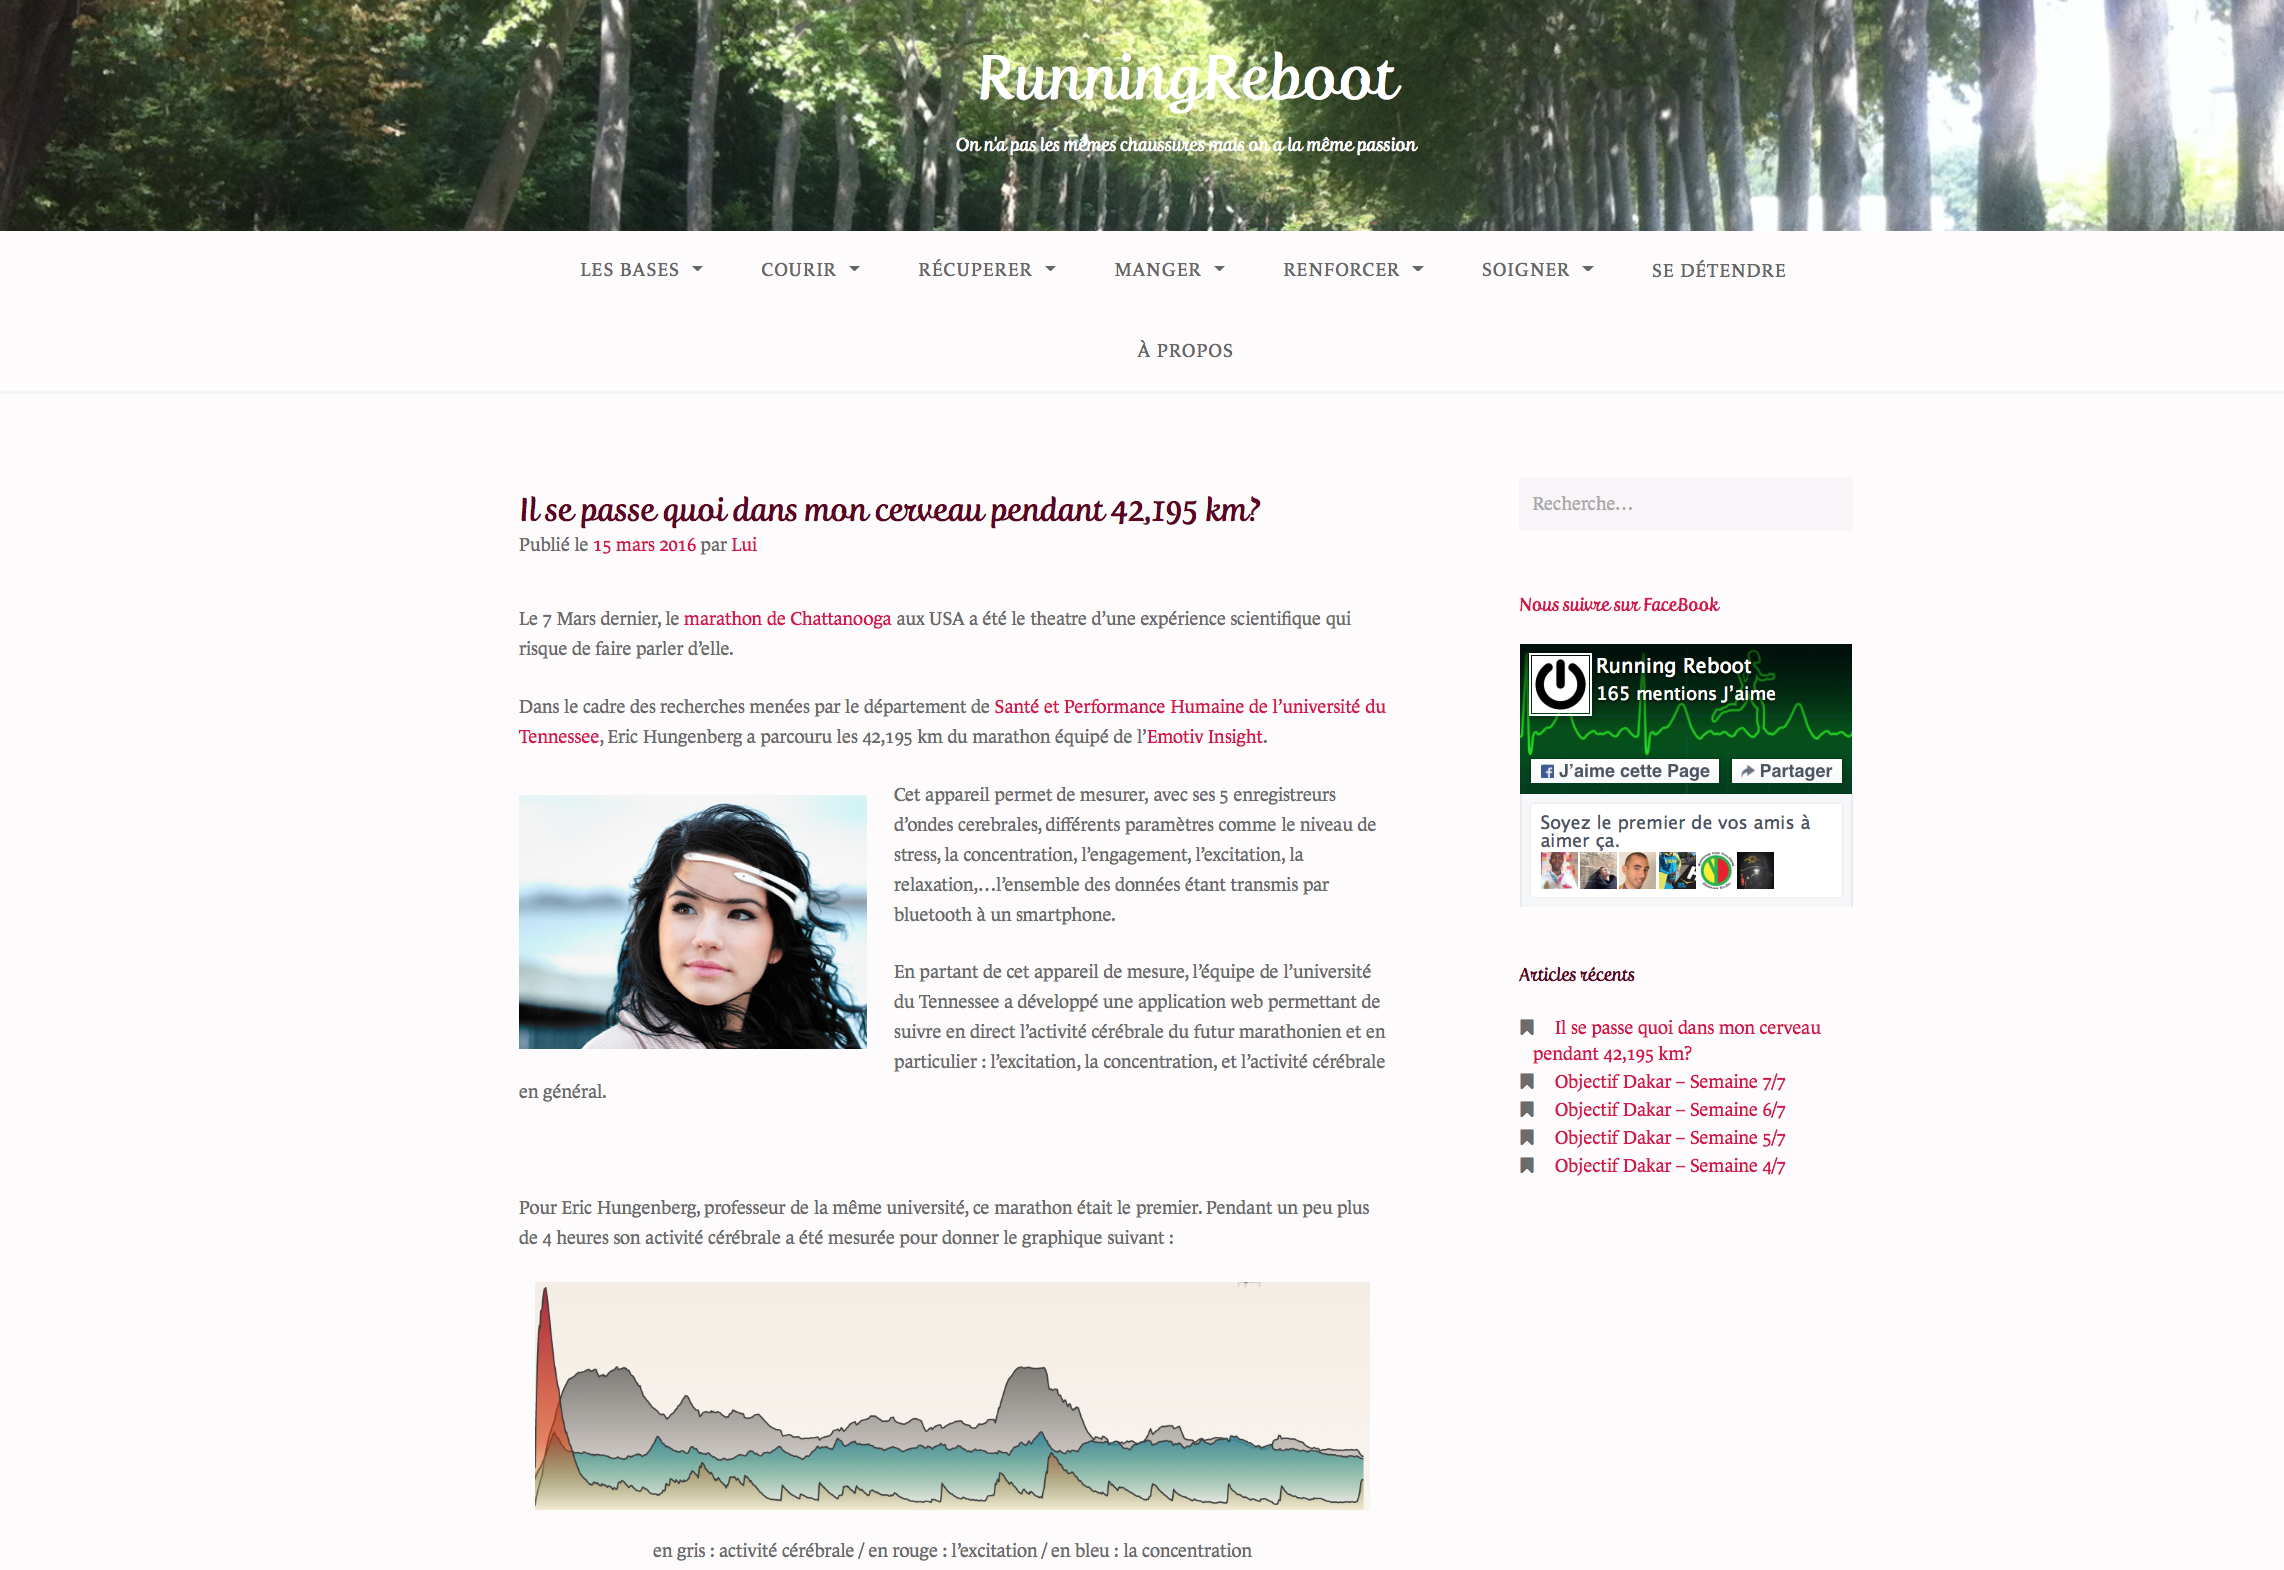 RunningReboot
On n'a pas les mêmes chaussures mais on a la même passion
LES BASES
COURIR
RÉCUPERER
MANGER
RENFORCER
SOIGNER
SE DÉTENDRE
À PROPOS
Il se passe quoi dans mon cerveau pendant 42,195 km?
Publié le 15 mars 2016 par Lui
Le 7 Mars dernier, le marathon de Chattanooga aux USA a été le theatre d’une expérience scientifique qui
risque de faire parler d’elle.
Dans le cadre des recherches menées par le département de Santé et Performance Humaine de l’université du
Tennessee, Eric Hungenberg a parcouru les 42,195 km du marathon équipé de l’Emotiv Insight.
Cet appareil permet de mesurer, avec ses 5 enregistreurs
d’ondes cerebrales, différents paramètres comme le niveau de
stress, la concentration, l’engagement, l’excitation, la
relaxation,…l’ensemble des données étant transmis par
bluetooth à un smartphone.
En partant de cet appareil de mesure, l’équipe de l’université
du Tennessee a développé une application web permettant de
suivre en direct l’activité cérébrale du futur marathonien et en
particulier : l’excitation, la concentration, et l’activité cérébrale
en général.
Pour Eric Hungenberg, professeur de la même université, ce marathon était le premier. Pendant un peu plus
de 4 heures son activité cérébrale a été mesurée pour donner le graphique suivant :
en gris : activité cérébrale / en rouge : l’excitation / en bleu : la concentration
Recherche…
Nous suivre sur FaceBook
Running Reboot
165 mentions J’aime
J’aime cette Page
Partager
Soyez le premier de vos amis à
aimer ça.
Articles récents
Il se passe quoi dans mon cerveau
pendant 42,195 km?
Objectif Dakar – Semaine 7/7
Objectif Dakar – Semaine 6/7
Objectif Dakar – Semaine 5/7
Objectif Dakar – Semaine 4/7